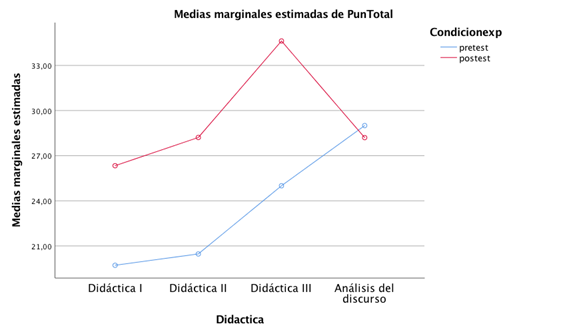 Medias marginales estimadas de PunTotal
Condicionexp
pretest
postest
Medias marginales estimadas
33,00
30,00
27,00
24,00
21,00
Didáctica I
Didáctica II
Didáctica III
Análisis del
discurso
Didactica